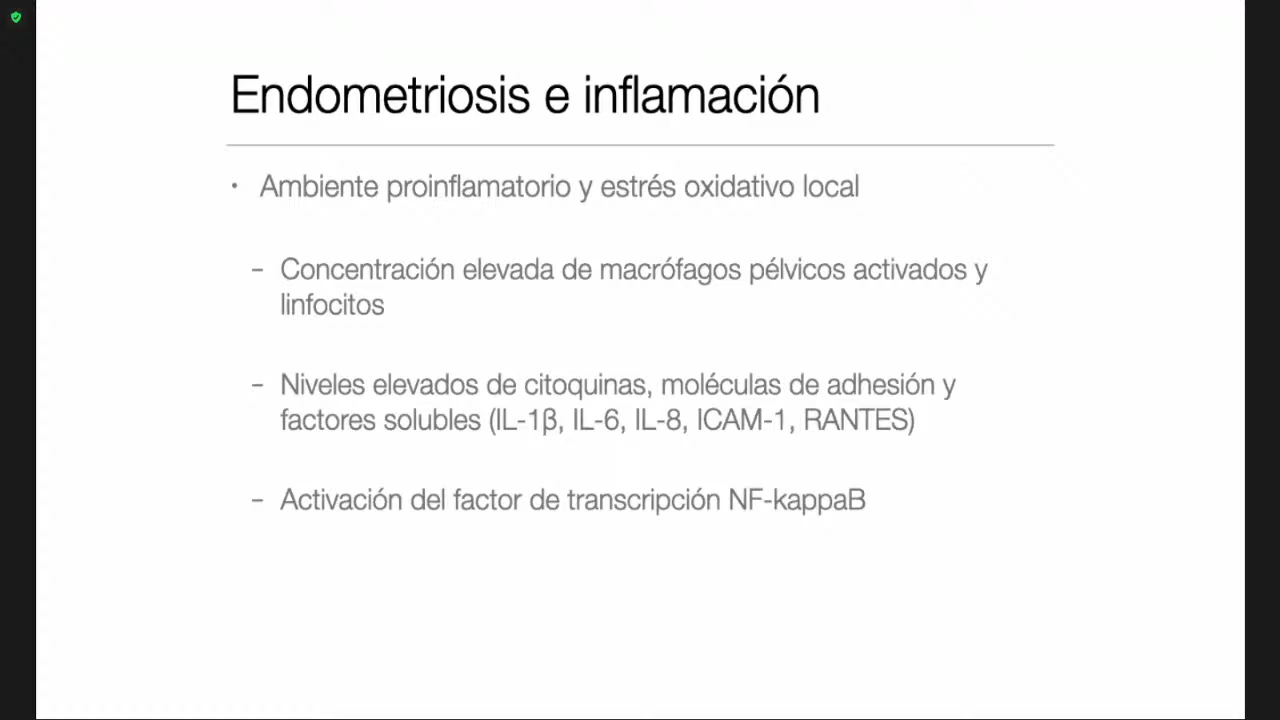 Endometriosis e inflamación
• Ambiente proinflamatorio y estrés oxidativo local
– Concentración elevada de macrófagos pélvicos activados y
linfocitos
– Niveles elevados de citoquinas, moléculas de adhesión y
factores solubles (IL-1β, IL-6, IL-8, ICAM-1, RANTES)
– Activación del factor de transcripción NF-kappaB